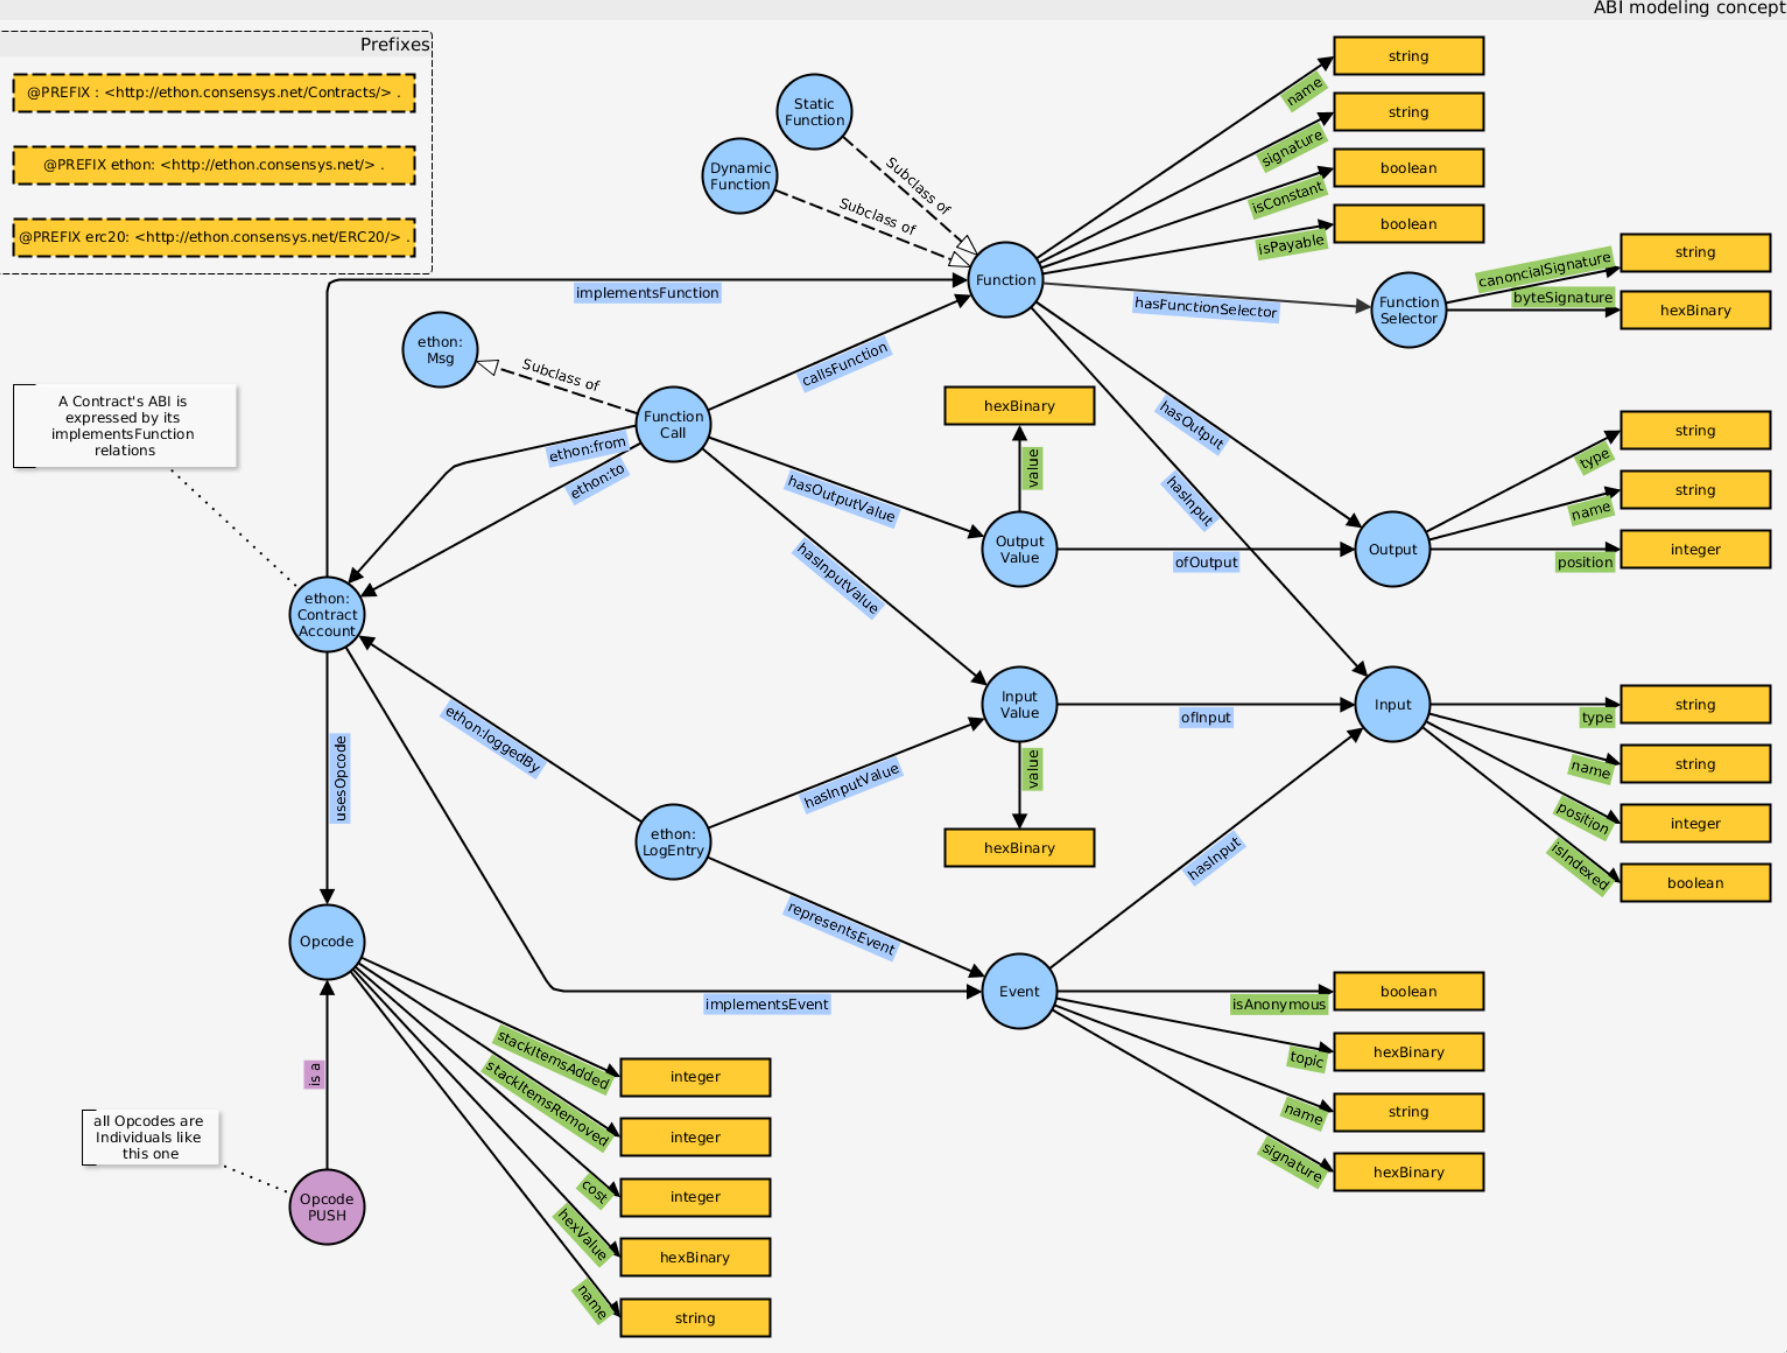 ABI modeling concept
Prefixes
@PREFIX : <http://ethon.consensys.net/Contracts/> .
@PREFIX ethon: <http://ethon.consensys.net/> .
@PREFIX erc20: <http://ethon.consensys.net/ERC20/> .
Static
Function
Dynamic
Function
Subclass of
Subclass of
Function
name
string
signature
string
isConstant
boolean
isPayable
boolean
implementsFunction
hasFunctionSelector
Function
Selector
canoncialSignature
string
byteSignature
hexBinary
ethon:
Msg
Subclass of
callsFunction
Function
Call
A Contract's ABI is
expressed by its
implementsFunction
relations
ethon:from
ethon:to
hasOutputValue
hasInputValue
hexBinary
value
Output
Value
ofOutput
hasOutput
hasInput
Output
type
string
name
string
position
integer
ethon:
Contract
Account
Input
Value
ofInput
value
hexBinary
Input
type
string
name
string
position
integer
isIndexed
boolean
ethon:loggedBy
usesOpcode
hasInputValue
ethon:
LogEntry
representsEvent
hasInput
implementsEvent
Event
isAnonymous
boolean
topic
hexBinary
name
string
signature
hexBinary
Opcode
stackItemsAdded
integer
stackItemsRemoved
integer
cost
integer
hexValue
hexBinary
name
string
is a
all Opcodes are
Individuals like
this one
Opcode
PUSH